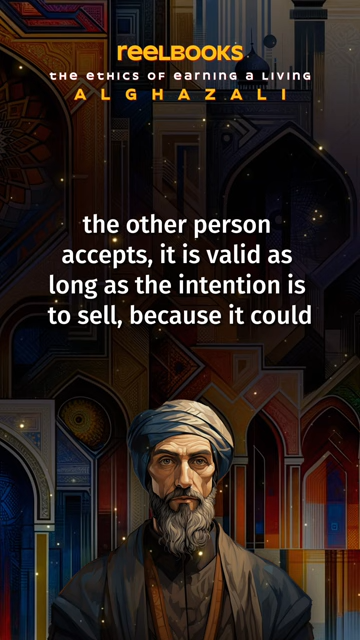 reelBOOKS
the ethics of earning a living
ALGHAZALI
the other person
accepts, it is valid as
long as the intention is
to sell, because it could